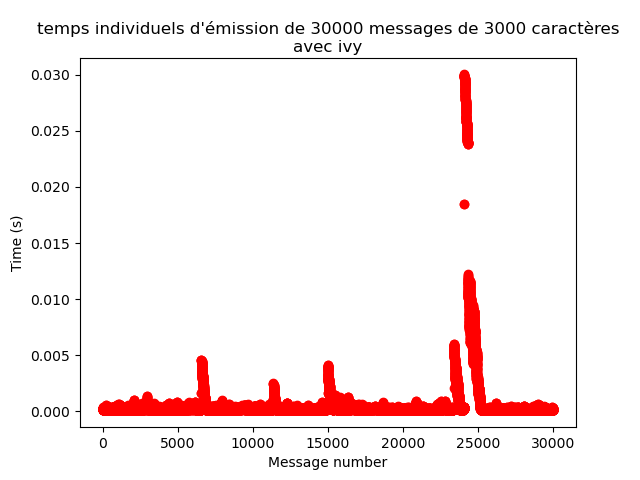 temps individuels d'émission de 30000 messages de 3000 caractères
avec ivy
0.030
0.025
0.020
0.015
0.010
0.005
0.000
Time (s)
0 5000 10000 15000 20000 25000 30000
Message number